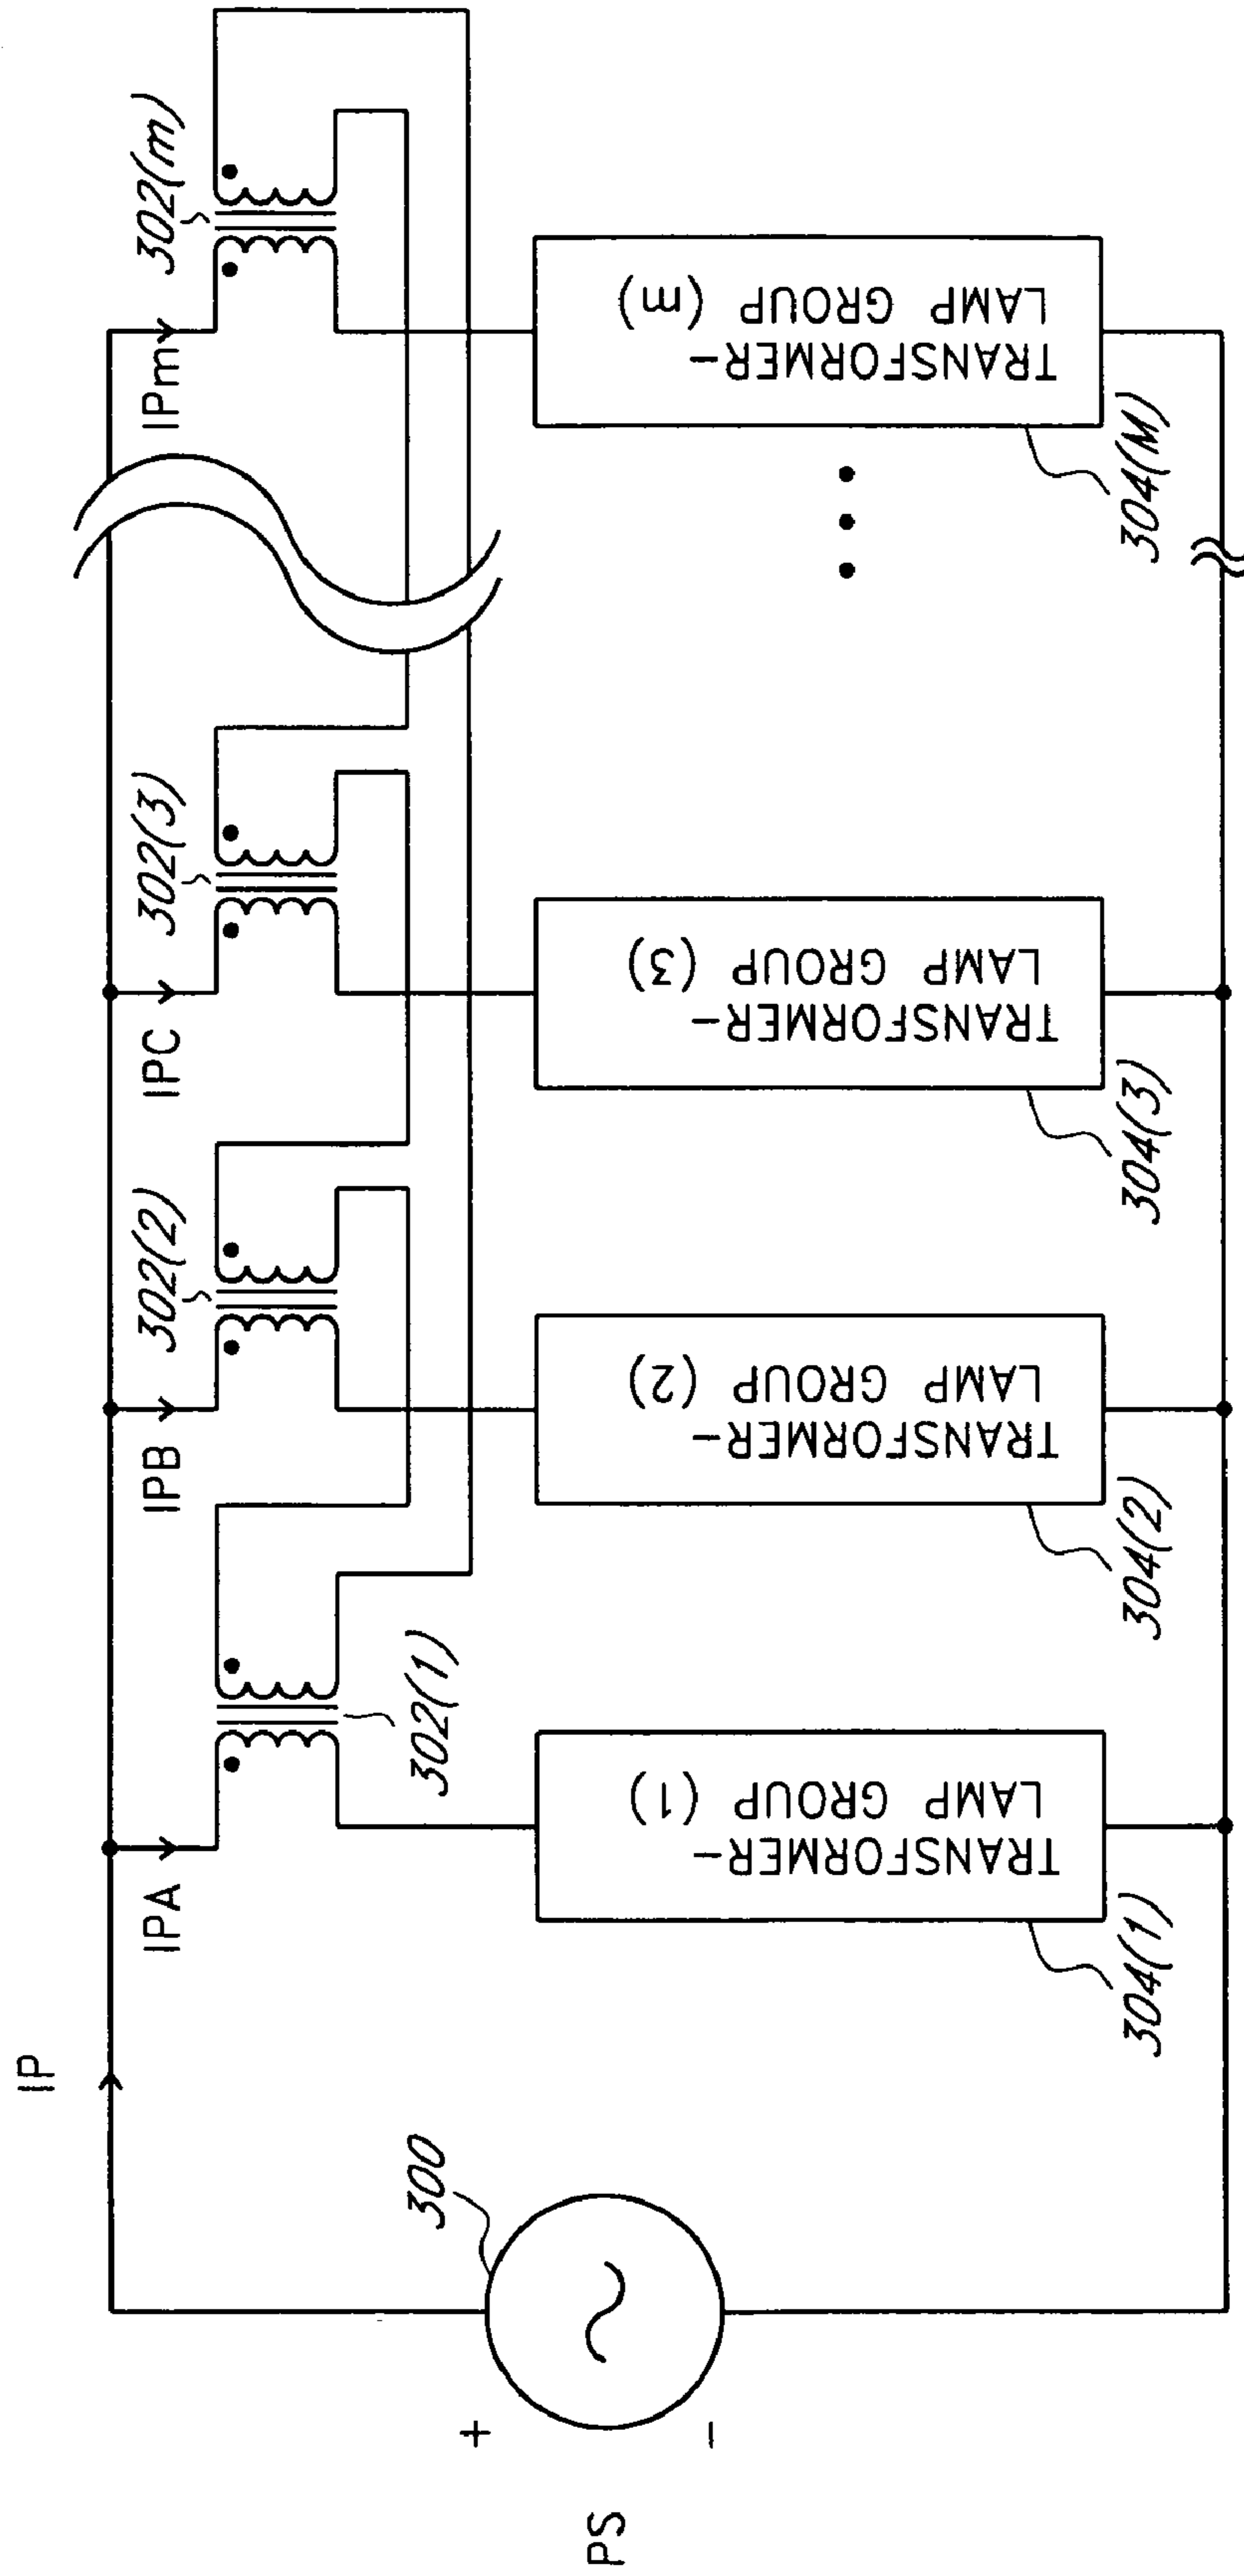 IP
PS
+
-
300
IPA
IPB
IPC
IPm
302(1)
302(2)
302(3)
302(m)
TRANSFORMER-
LAMP GROUP (1)
TRANSFORMER-
LAMP GROUP (2)
TRANSFORMER-
LAMP GROUP (3)
TRANSFORMER-
LAMP GROUP (m)
304(1)
304(2)
304(3)
304(M)